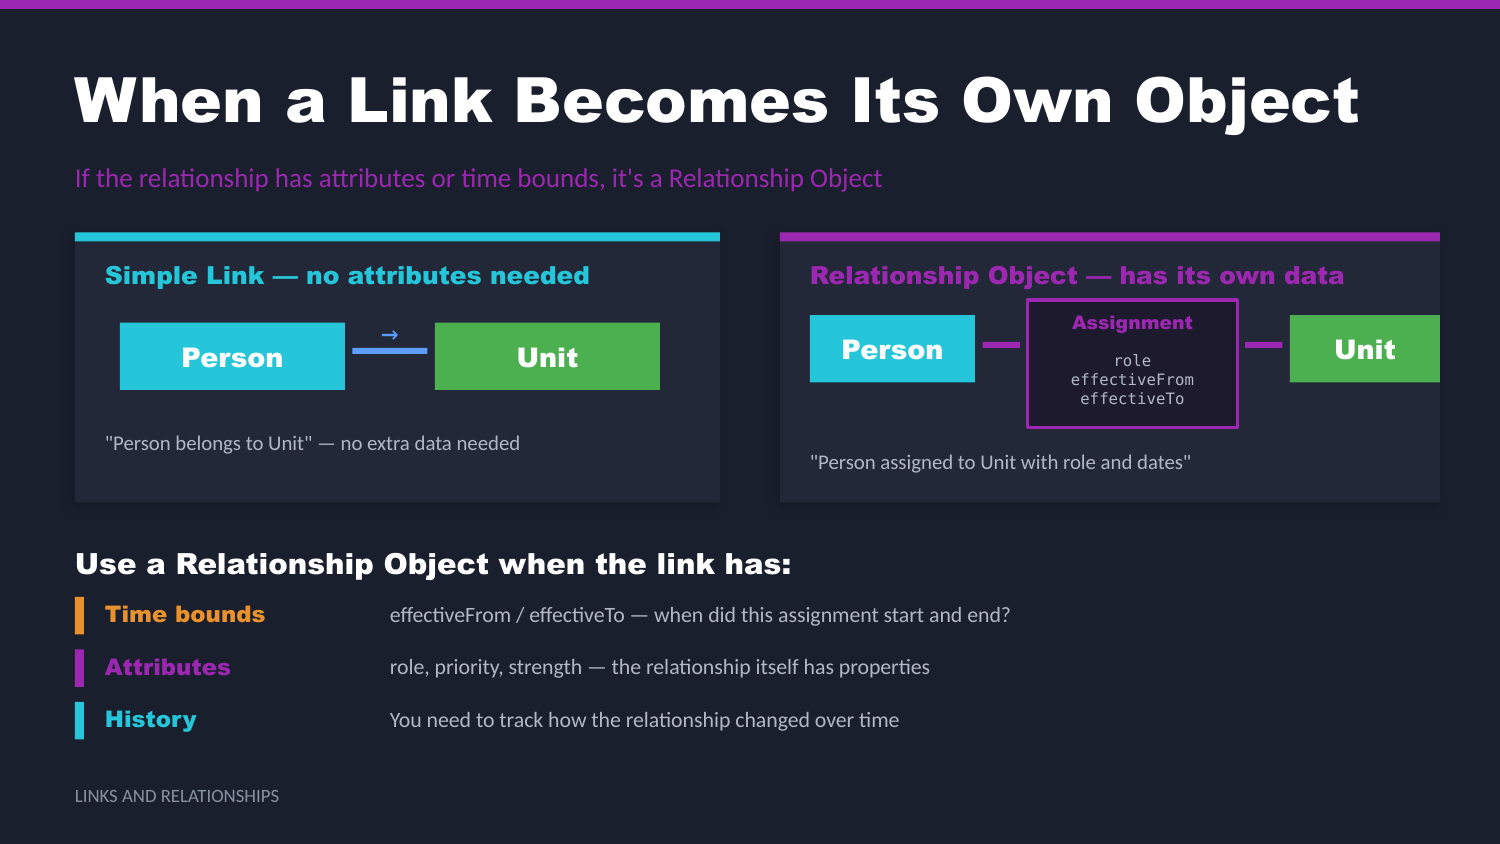 When a Link Becomes Its Own Object
If the relationship has attributes or time bounds, it's a Relationship Object
Simple Link — no attributes needed
Person
→
Unit
"Person belongs to Unit" — no extra data needed
Relationship Object — has its own data
Person
Assignment
role
effectiveFrom
effectiveTo
Unit
"Person assigned to Unit with role and dates"
Use a Relationship Object when the link has:
Time bounds
effectiveFrom / effectiveTo — when did this assignment start and end?
Attributes
role, priority, strength — the relationship itself has properties
History
You need to track how the relationship changed over time
LINKS AND RELATIONSHIPS